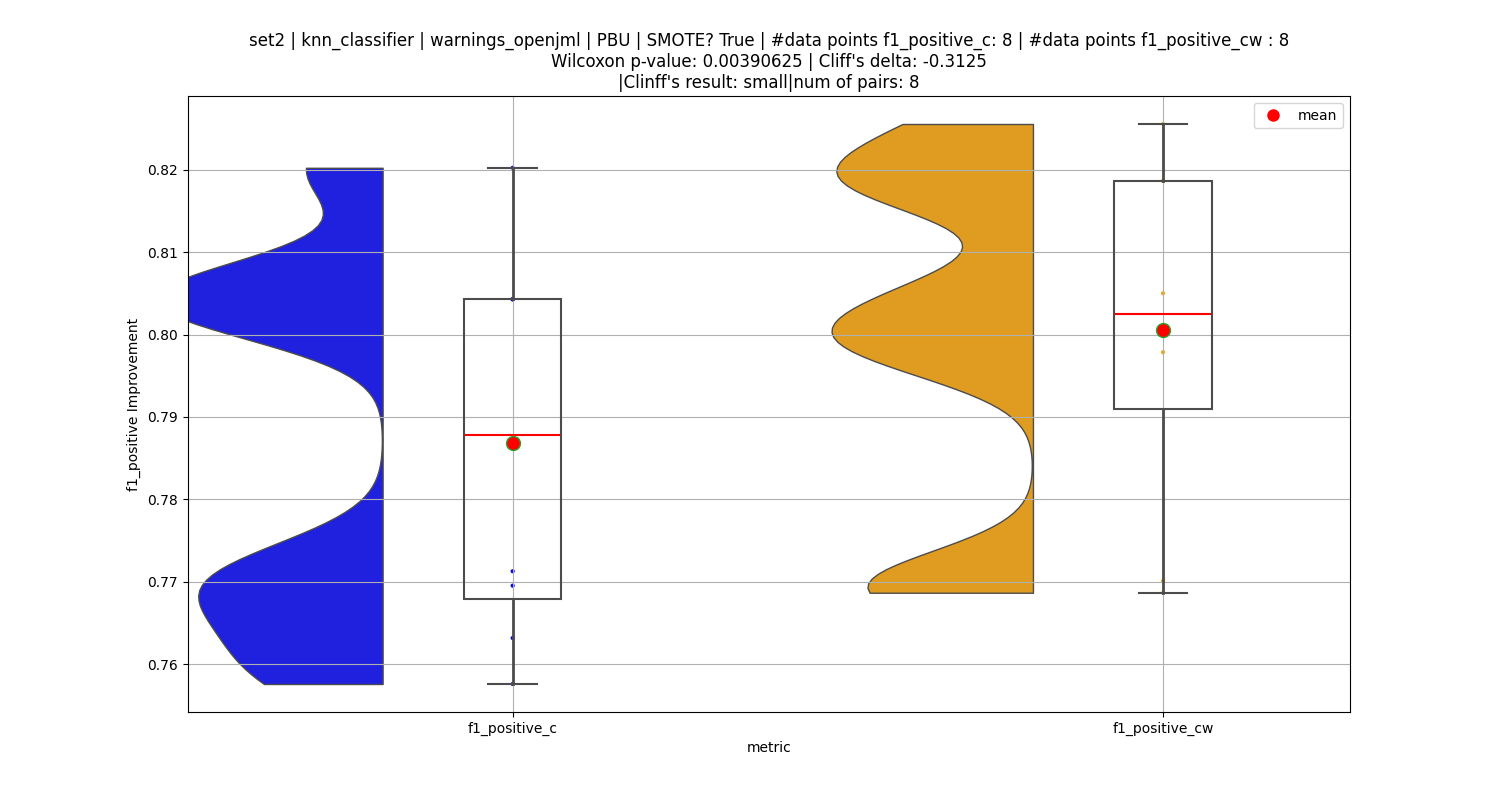 set2 | knn_classifier | warnings_openjml | PBU | SMOTE? True | #data points f1_positive_c: 8 | #data points f1_positive_cw : 8
Wilcoxon p-value: 0.00390625 | Cliff's delta: -0.3125
|Clinff's result: small|num of pairs: 8
mean
0.82
0.81
0.80
0.79
0.78
0.77
0.76
f1_positive Improvement
f1_positive_c
f1_positive_cw
metric